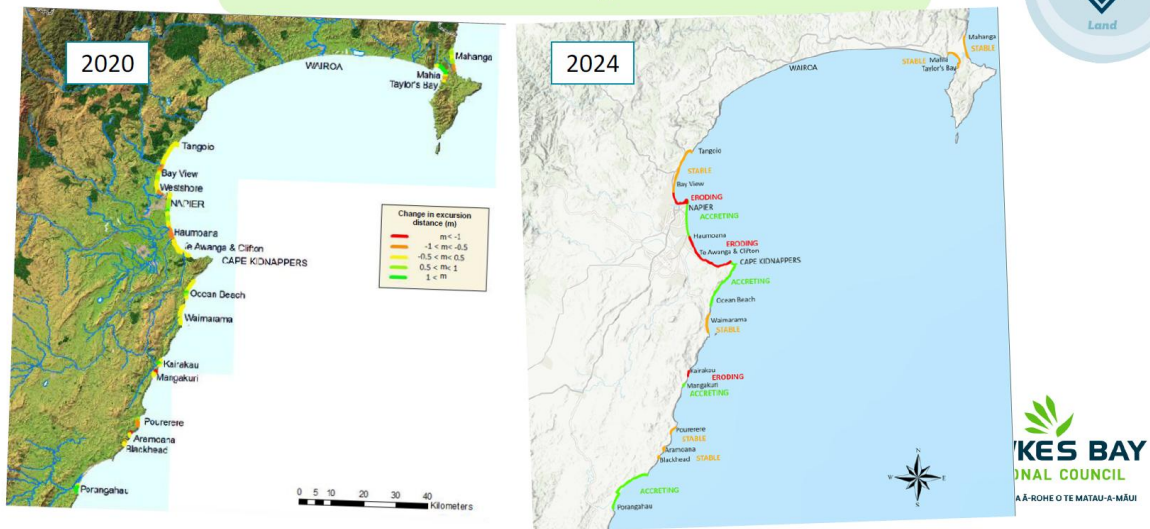 Land
2020
Mahanga
WAIROA
Mahia
Taylor's Bay
Tangoio
Bay View
Westshore
NAPIER
Haumoana
Te Awanga & Clifton
CAPE KIDNAPPERS
Ocean Beach
Waimarama
Kairakau
Mangakuri
Pourerere
Aramoana
Blackhead
Porangahau
Change in excursion
distance (m)
m< -1
-1 < m< -0.5
-0.5 < m< 0.5
0.5 < m< 1
1 < m
0 5 10 20 30 40
Kilometers
2024
Mahanga
STABLE
WAIROA
STABLE Mahia
Taylor's Bay
Tangoio
STABLE
Bay View
ERODING
NAPIER
ACCRETING
Haumoana
ERODING
Te Awanga & Clifton
CAPE KIDNAPPERS
ACCRETING
Ocean Beach
Waimarama
STABLE
Kairakau
ERODING
Mangakuri
ACCRETING
Pourerere
STABLE
Aramoana
Blackhead STABLE
ACCRETING
Porangahau
N
W E
S
KES BAY
ONAL COUNCIL
A Ā-ROHE O TE MATAU-A-MĀUI